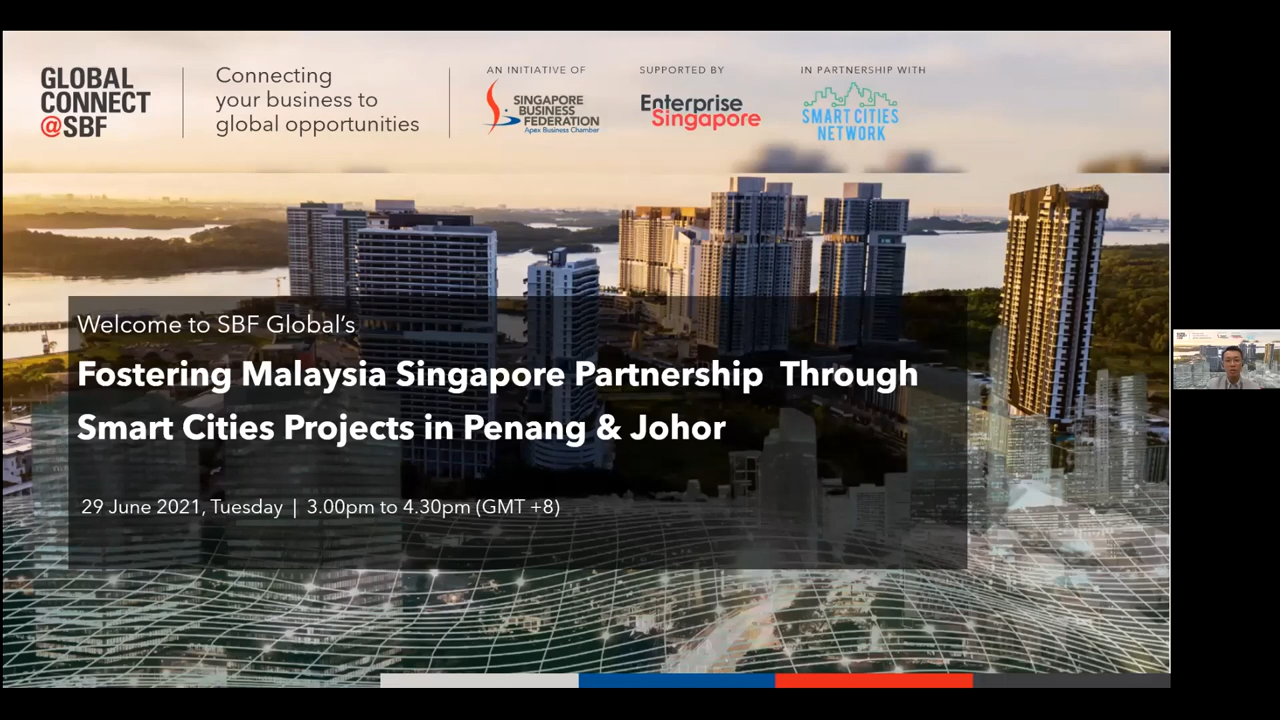 GLOBAL
CONNECT
@SBF
Connecting
your business to
global opportunities
AN INITIATIVE OF
SINGAPORE
BUSINESS
FEDERATION
Apex Business Chamber
SUPPORTED BY
Enterprise
Singapore
IN PARTNERSHIP WITH
SMART CITIES
NETWORK
Welcome to SBF Global’s
Fostering Malaysia Singapore Partnership Through
Smart Cities Projects in Penang & Johor
29 June 2021, Tuesday | 3.00pm to 4.30pm (GMT +8)